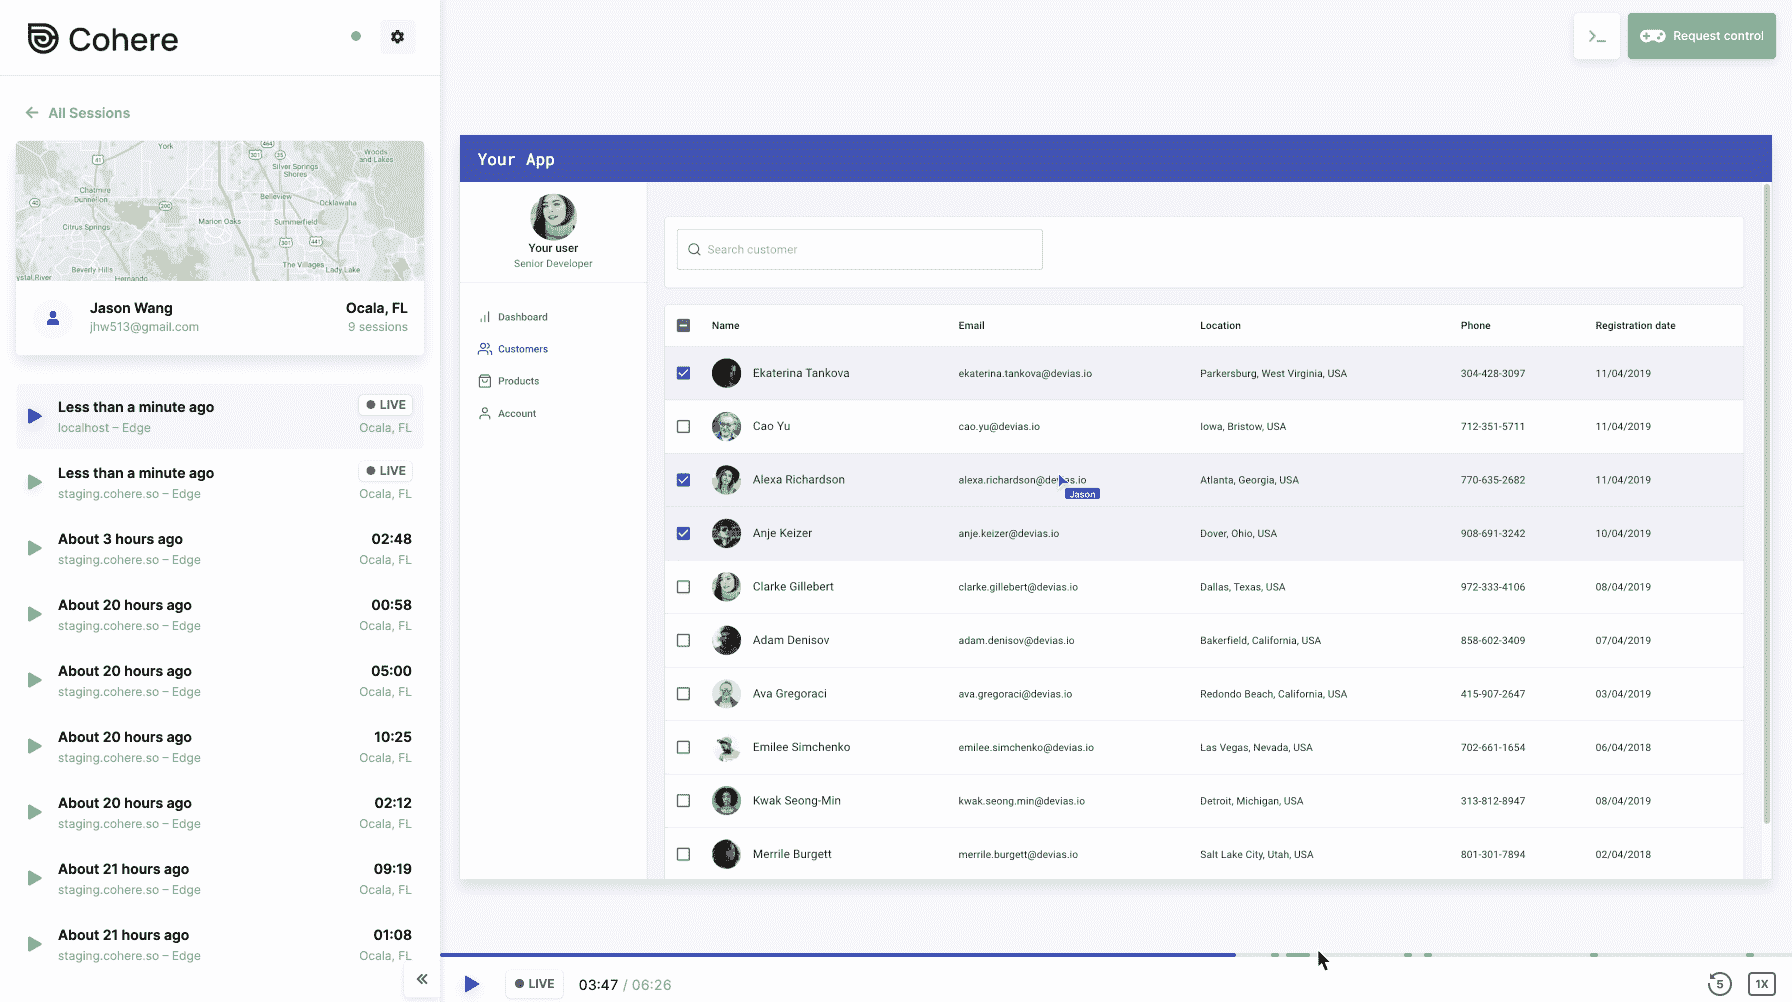 Cohere
>_
Request control
All Sessions
York
Woods and Lakes
Silver Springs Shores
Chatmire
Dunnellon
Belleview
Ocklawaha
Marion Oaks
Summerfield
Citrus Springs
Beverly Hills
The Villages
Lady Lake
Hernando
41
464
301
35
40
200
301
441
Jason Wang
Ocala, FL
jhw513@gmail.com
9 sessions
Less than a minute ago
LIVE
localhost – Edge
Ocala, FL
Less than a minute ago
LIVE
staging.cohere.so – Edge
Ocala, FL
About 3 hours ago
02:48
staging.cohere.so – Edge
Ocala, FL
About 20 hours ago
00:58
staging.cohere.so – Edge
Ocala, FL
About 20 hours ago
05:00
staging.cohere.so – Edge
Ocala, FL
About 20 hours ago
10:25
staging.cohere.so – Edge
Ocala, FL
About 20 hours ago
02:12
staging.cohere.so – Edge
Ocala, FL
About 21 hours ago
09:19
staging.cohere.so – Edge
Ocala, FL
About 21 hours ago
01:08
staging.cohere.so – Edge
Ocala, FL
Your App
Your user
Senior Developer
Dashboard
Customers
Products
Account
Search customer
Name Email Location Phone Registration date
Ekaterina Tankova ekaterina.tankova@devias.io Parkersburg, West Virginia, USA 304-428-3097 11/04/2019
Cao Yu cao.yu@devias.io Iowa, Bristow, USA 712-351-5711 11/04/2019
Alexa Richardson alexa.richardson@devias.io Atlanta, Georgia, USA 770-635-2682 11/04/2019
Jason
Anje Keizer anje.keizer@devias.io Dover, Ohio, USA 908-691-3242 10/04/2019
Clarke Gillebert clarke.gillebert@devias.io Dallas, Texas, USA 972-333-4106 08/04/2019
Adam Denisov adam.denisov@devias.io Bakerfield, California, USA 858-602-3409 07/04/2019
Ava Gregoraci ava.gregoraci@devias.io Redondo Beach, California, USA 415-907-2647 03/04/2019
Emilee Simchenko emilee.simchenko@devias.io Las Vegas, Nevada, USA 702-661-1654 06/04/2018
Kwak Seong-Min kwak.seong.min@devias.io Detroit, Michigan, USA 313-812-8947 08/04/2019
Merrile Burgett merrile.burgett@devias.io Salt Lake City, Utah, USA 801-301-7894 02/04/2018
LIVE
03:47 / 06:26
5
1X